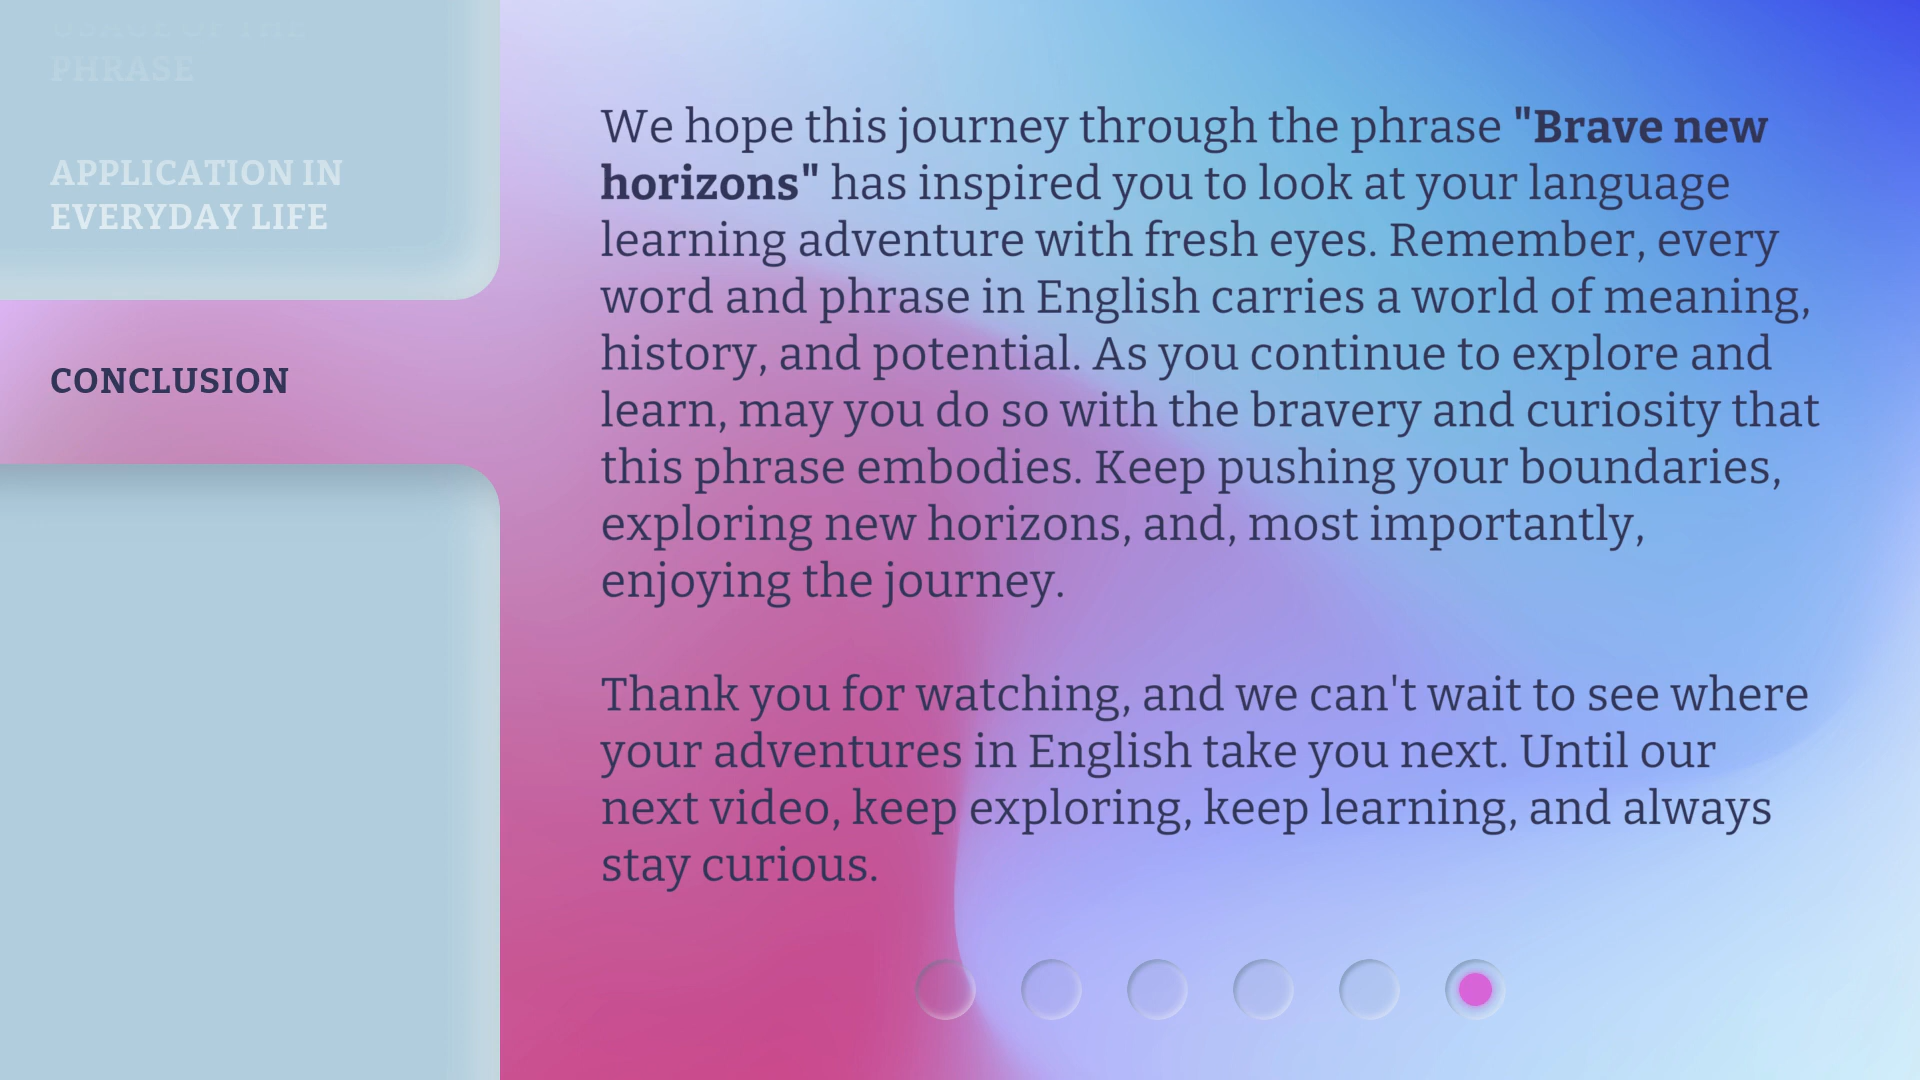 USAGE OF THE
PHRASE
APPLICATION IN
EVERYDAY LIFE
CONCLUSION
We hope this journey through the phrase "Brave new
horizons" has inspired you to look at your language
learning adventure with fresh eyes. Remember, every
word and phrase in English carries a world of meaning,
history, and potential. As you continue to explore and
learn, may you do so with the bravery and curiosity that
this phrase embodies. Keep pushing your boundaries,
exploring new horizons, and, most importantly,
enjoying the journey.
Thank you for watching, and we can't wait to see where
your adventures in English take you next. Until our
next video, keep exploring, keep learning, and always
stay curious.